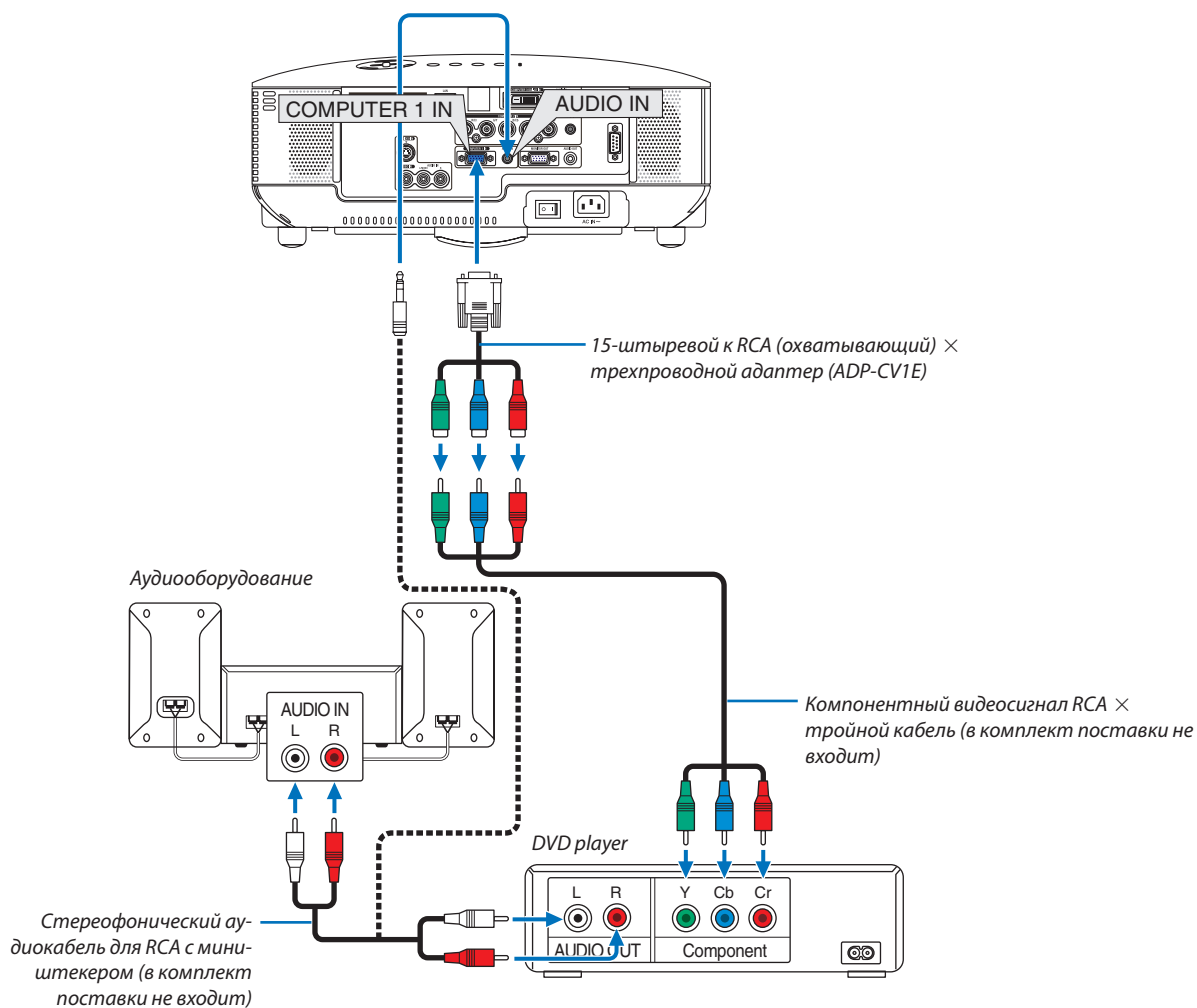 COMPUTER 1 IN
AUDIO IN
AC IN
15-штыревой к RCA (охватывающий) ×
трехпроводной адаптер (ADP-CV1E)
Аудиооборудование
AUDIO IN
L R
Компонентный видеосигнал RCA ×
тройной кабель (в комплект поставки не
входит)
DVD player
L R
AUDIO OUT
Y Cb Cr
Component
Стереофонический ау-
диокабель для RCA с мини-
штекером (в комплект
поставки не входит)